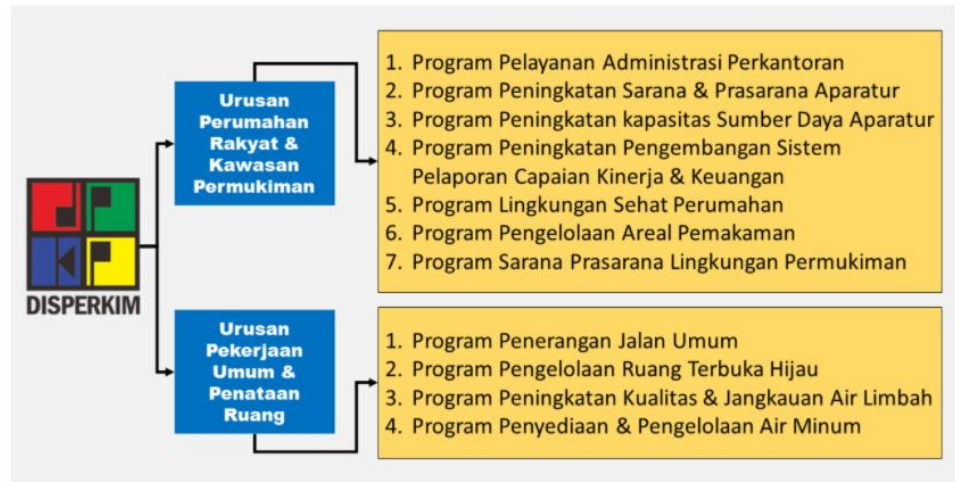 DISPERKIM
Urusan
Perumahan
Rakyat &
Kawasan
Permukiman
1. Program Pelayanan Administrasi Perkantoran
2. Program Peningkatan Sarana & Prasarana Aparatur
3. Program Peningkatan kapasitas Sumber Daya Aparatur
4. Program Peningkatan Pengembangan Sistem
Pelaporan Capaian Kinerja & Keuangan
5. Program Lingkungan Sehat Perumahan
6. Program Pengelolaan Areal Pemakaman
7. Program Sarana Prasarana Lingkungan Permukiman
Urusan
Pekerjaan
Umum &
Penataan
Ruang
1. Program Penerangan Jalan Umum
2. Program Pengelolaan Ruang Terbuka Hijau
3. Program Peningkatan Kualitas & Jangkauan Air Limbah
4. Program Penyediaan & Pengelolaan Air Minum